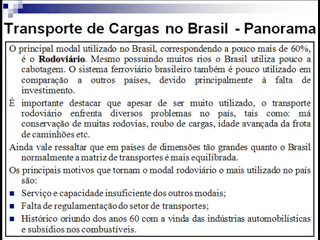 Transporte de Cargas no Brasil - Panorama
O principal modal utilizado no Brasil, correspondendo a pouco mais de 60%,
é o Rodoviário. Mesmo possuindo muitos rios o Brasil utiliza pouco a
cabotagem. O sistema ferroviário brasileiro também é pouco utilizado em
comparação a outros países, devido principalmente à falta de
investimento.
É importante destacar que apesar de ser muito utilizado, o transporte
rodoviário enfrenta diversos problemas no país, tais como: má
conservação de muitas rodovias, roubo de cargas, idade avançada da frota
de caminhões etc.
Ainda vale ressaltar que em países de dimensões tão grandes quanto o Brasil
normalmente a matriz de transportes é mais equilibrada.
Os principais motivos que tornam o modal rodoviário o mais utilizado no país
são:
Serviço e capacidade insuficiente dos outros modais;
Falta de regulamentação do setor de transportes;
Histórico oriundo dos anos 60 com a vinda das indústrias automobilísticas
e subsídios nos combustíveis.